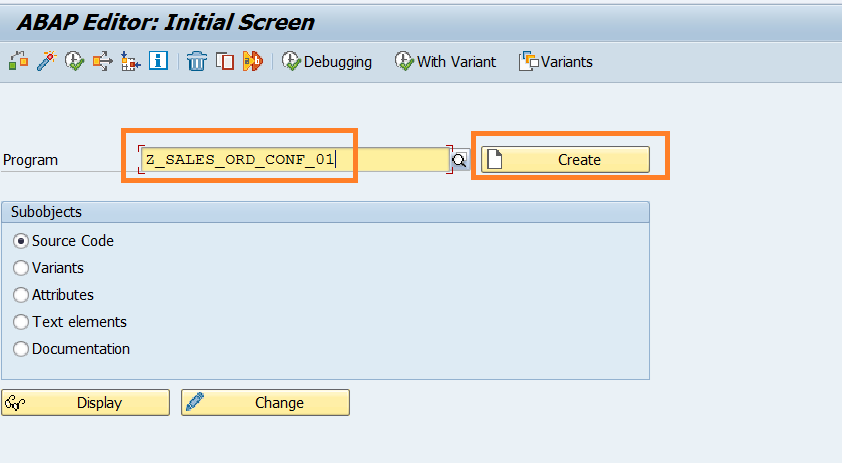 ABAP Editor: Initial Screen
Debugging With Variant Variants
Program Z_SALES_ORD_CONF_01 Create
Subobjects
Source Code
Variants
Attributes
Text elements
Documentation
Display Change